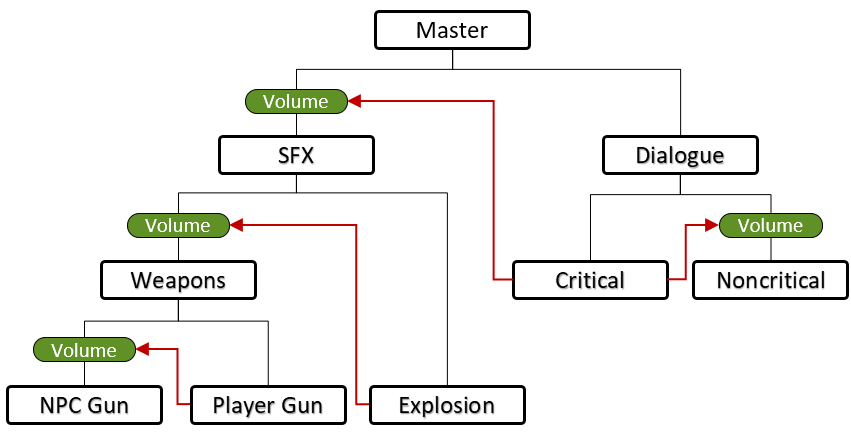 Master
Volume
SFX
Dialogue
Volume
Volume
Weapons
Critical
Noncritical
Volume
NPC Gun
Player Gun
Explosion